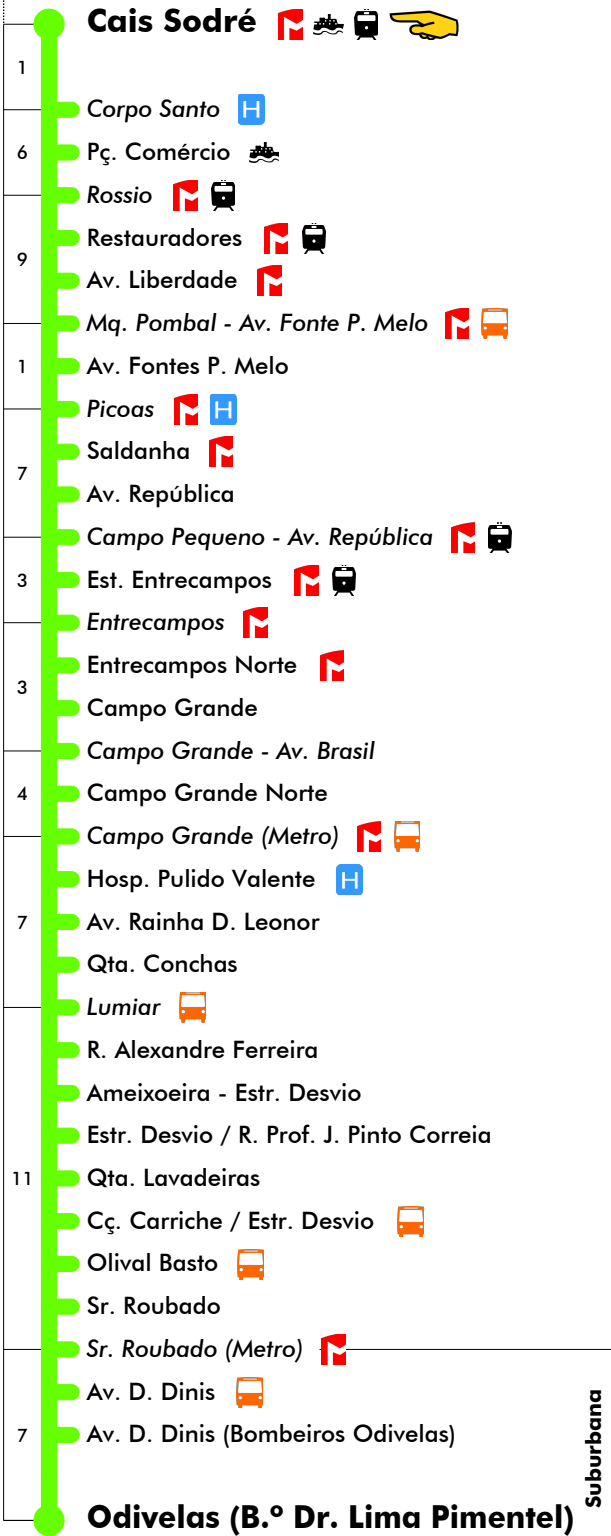 Cais Sodré
1
Corpo Santo H
6
Pç. Comércio
Rossio
Restauradores
9
Av. Liberdade
Mq. Pombal - Av. Fonte P. Melo
1
Av. Fontes P. Melo
Picoas H
Saldanha
7
Av. República
Campo Pequeno - Av. República
3
Est. Entrecampos
Entrecampos
Entrecampos Norte
3
Campo Grande
Campo Grande - Av. Brasil
4
Campo Grande Norte
Campo Grande (Metro)
Hosp. Pulido Valente H
7
Av. Rainha D. Leonor
Qta. Conchas
Lumiar
R. Alexandre Ferreira
Ameixoeira - Estr. Desvio
Estr. Desvio / R. Prof. J. Pinto Correia
11
Qta. Lavadeiras
Cç. Carriche / Estr. Desvio
Olival Basto
Sr. Roubado
Sr. Roubado (Metro)
Av. D. Dinis
7
Av. D. Dinis (Bombeiros Odivelas)
Suburbana
Odivelas (B.º Dr. Lima Pimentel)